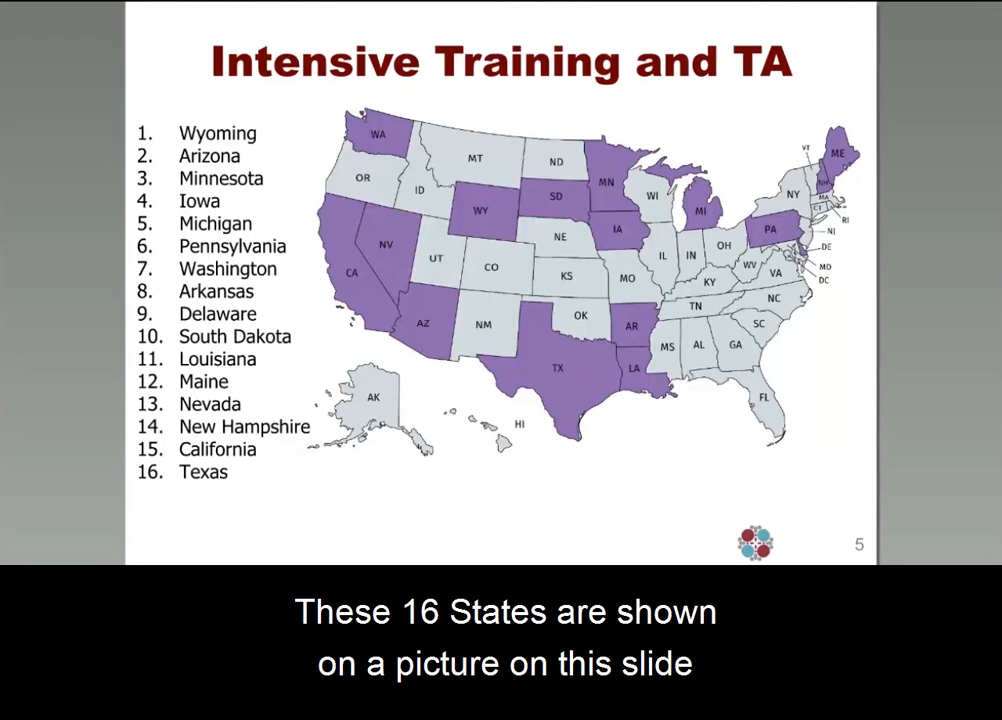 Intensive Training and TA
1. Wyoming
2. Arizona
3. Minnesota
4. Iowa
5. Michigan
6. Pennsylvania
7. Washington
8. Arkansas
9. Delaware
10. South Dakota
11. Louisiana
12. Maine
13. Nevada
14. New Hampshire
15. California
16. Texas
WA
MT
ND
MN
OR
ID
WY
SD
WI
MI
VT
ME
NH
NY
MA
CT
RI
NV
UT
CO
NE
IA
IL
IN
OH
PA
NJ
DE
MD
DC
CA
KS
MO
KY
WV
VA
AZ
NM
OK
AR
TN
NC
SC
TX
LA
MS
AL
GA
FL
AK
HI
5
These 16 States are shown
on a picture on this slide